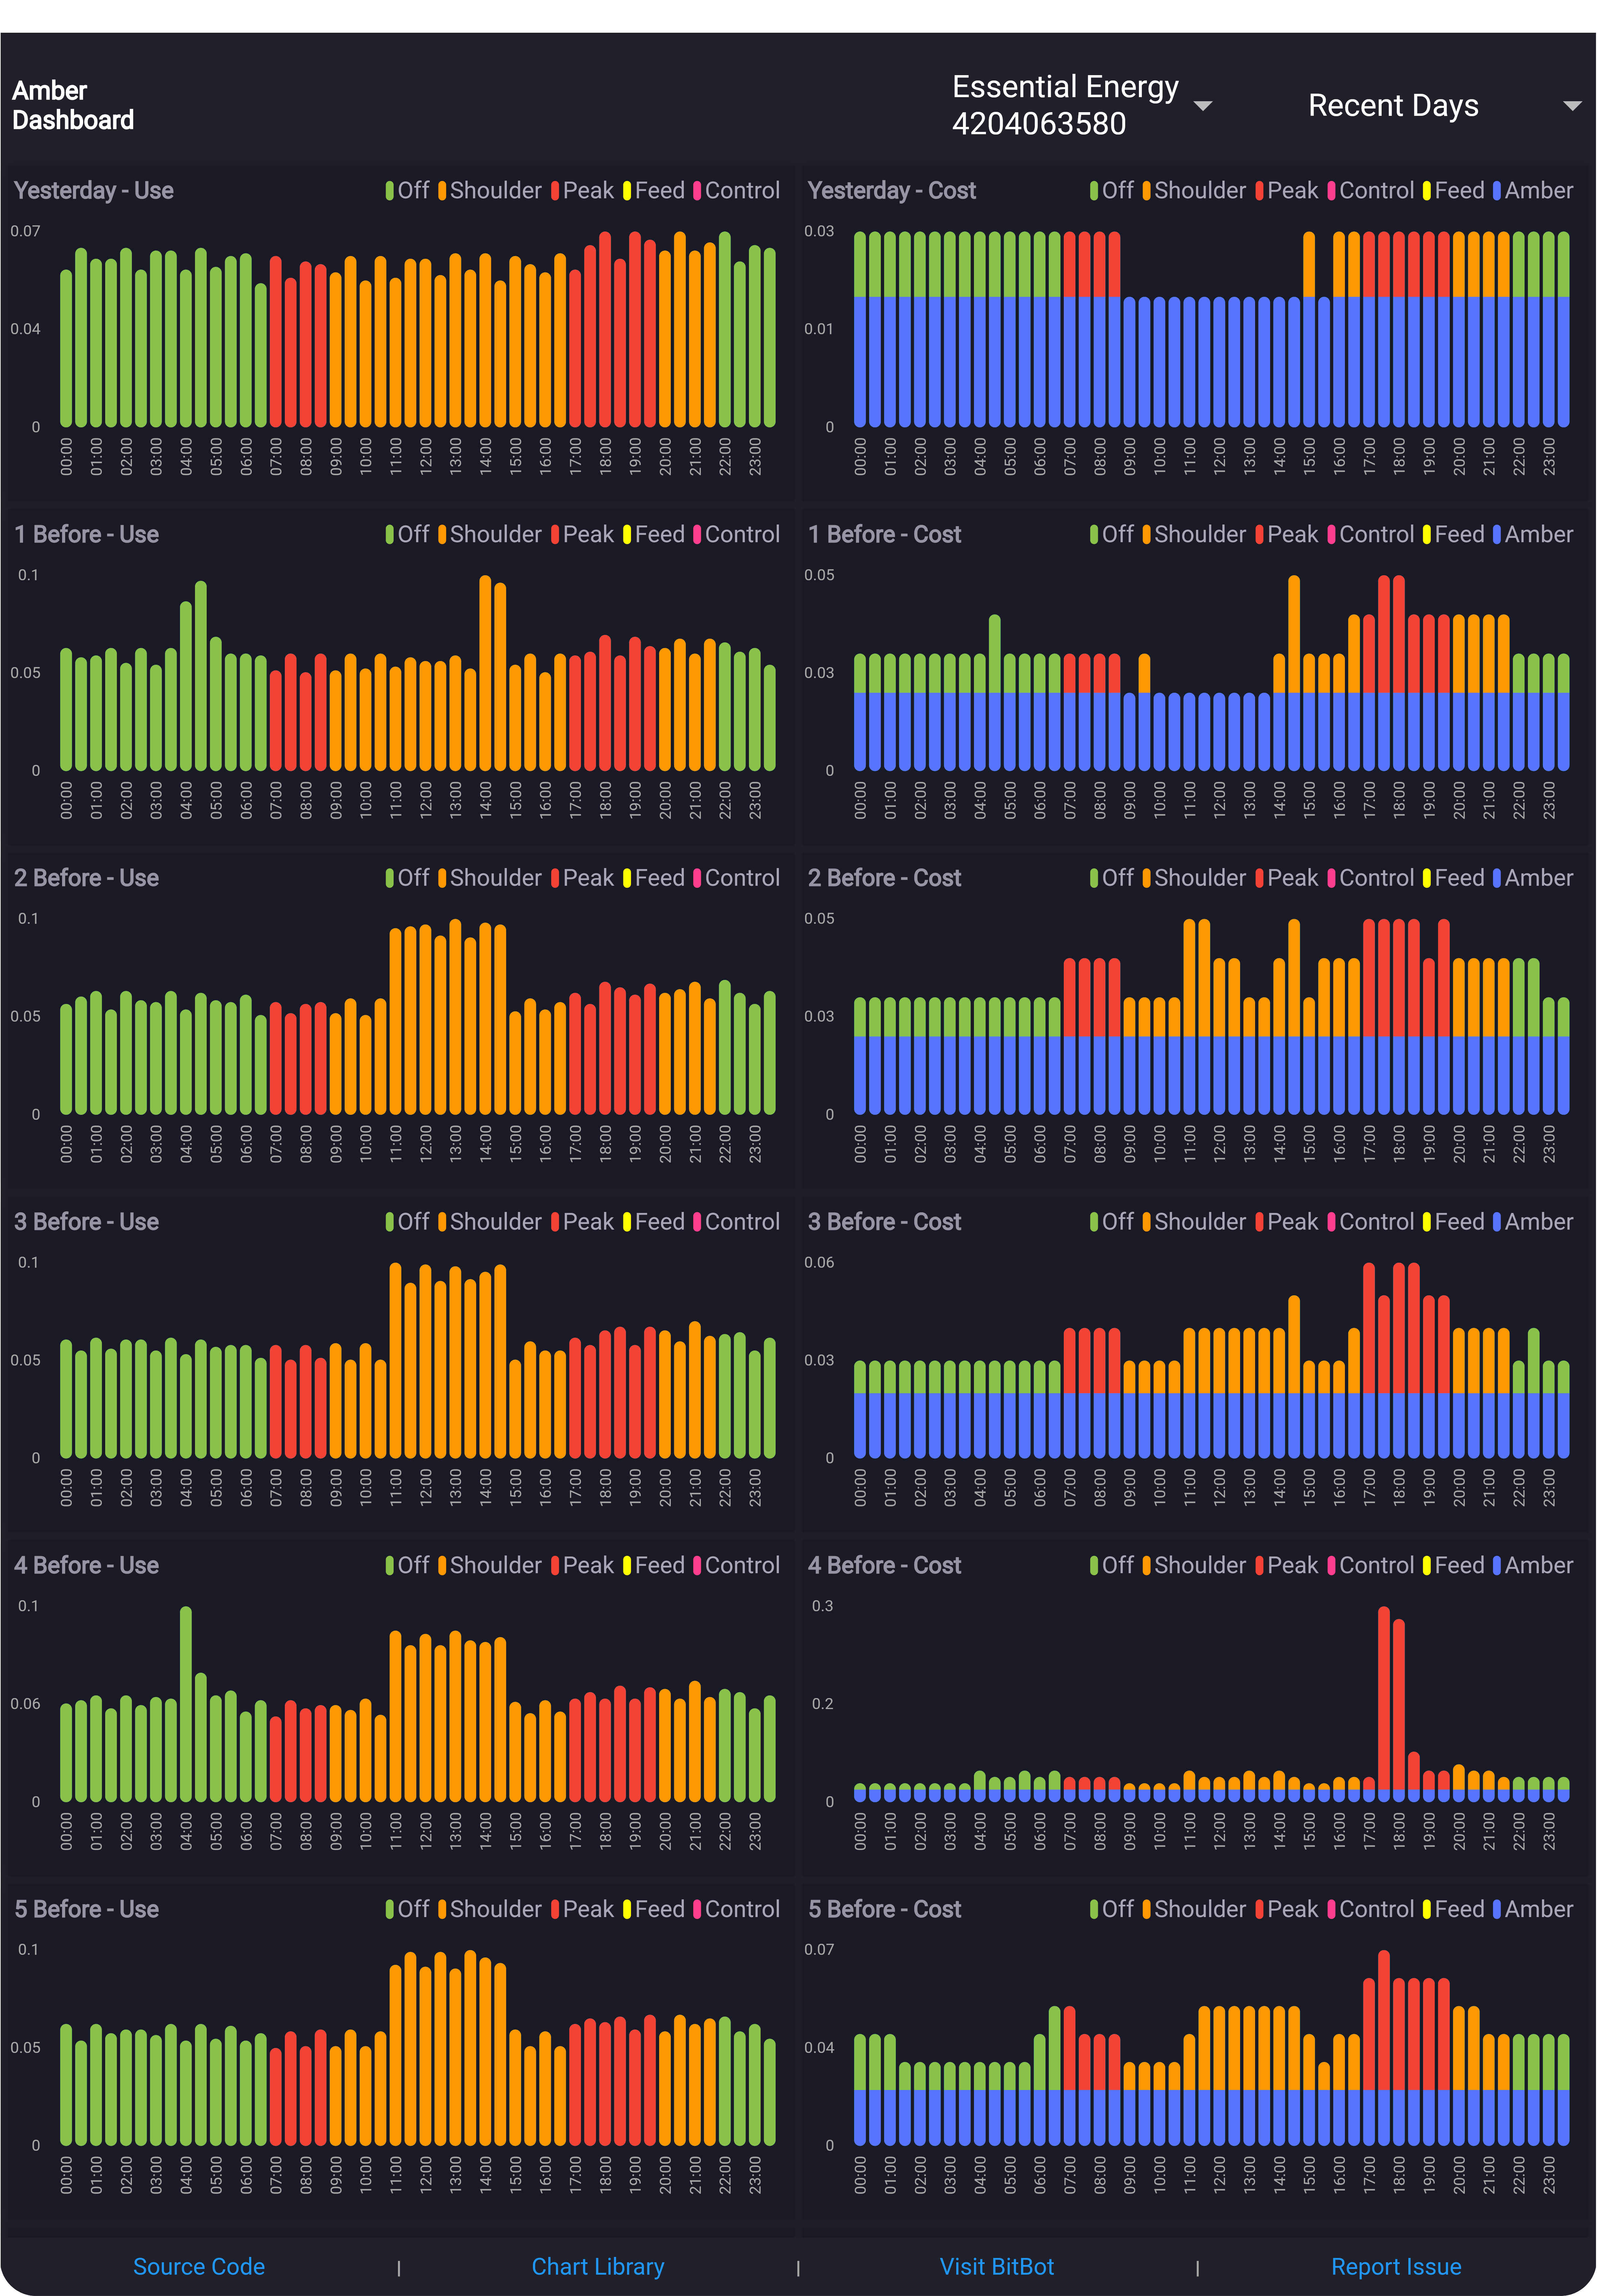 Amber
Dashboard
Essential Energy
4204063580
Recent Days
Yesterday - Use
Off Shoulder Peak Feed Control
0.07
0.04
0
00:00 01:00 02:00 03:00 04:00 05:00 06:00 07:00 08:00 09:00 10:00 11:00 12:00 13:00 14:00 15:00 16:00 17:00 18:00 19:00 20:00 21:00 22:00 23:00
Yesterday - Cost
Off Shoulder Peak Control Feed Amber
0.03
0.01
0
00:00 01:00 02:00 03:00 04:00 05:00 06:00 07:00 08:00 09:00 10:00 11:00 12:00 13:00 14:00 15:00 16:00 17:00 18:00 19:00 20:00 21:00 22:00 23:00
1 Before - Use
Off Shoulder Peak Feed Control
0.1
0.05
0
00:00 01:00 02:00 03:00 04:00 05:00 06:00 07:00 08:00 09:00 10:00 11:00 12:00 13:00 14:00 15:00 16:00 17:00 18:00 19:00 20:00 21:00 22:00 23:00
1 Before - Cost
Off Shoulder Peak Control Feed Amber
0.05
0.03
0
00:00 01:00 02:00 03:00 04:00 05:00 06:00 07:00 08:00 09:00 10:00 11:00 12:00 13:00 14:00 15:00 16:00 17:00 18:00 19:00 20:00 21:00 22:00 23:00
2 Before - Use
Off Shoulder Peak Feed Control
0.1
0.05
0
00:00 01:00 02:00 03:00 04:00 05:00 06:00 07:00 08:00 09:00 10:00 11:00 12:00 13:00 14:00 15:00 16:00 17:00 18:00 19:00 20:00 21:00 22:00 23:00
2 Before - Cost
Off Shoulder Peak Control Feed Amber
0.05
0.03
0
00:00 01:00 02:00 03:00 04:00 05:00 06:00 07:00 08:00 09:00 10:00 11:00 12:00 13:00 14:00 15:00 16:00 17:00 18:00 19:00 20:00 21:00 22:00 23:00
3 Before - Use
Off Shoulder Peak Feed Control
0.1
0.05
0
00:00 01:00 02:00 03:00 04:00 05:00 06:00 07:00 08:00 09:00 10:00 11:00 12:00 13:00 14:00 15:00 16:00 17:00 18:00 19:00 20:00 21:00 22:00 23:00
3 Before - Cost
Off Shoulder Peak Control Feed Amber
0.06
0.03
0
00:00 01:00 02:00 03:00 04:00 05:00 06:00 07:00 08:00 09:00 10:00 11:00 12:00 13:00 14:00 15:00 16:00 17:00 18:00 19:00 20:00 21:00 22:00 23:00
4 Before - Use
Off Shoulder Peak Feed Control
0.1
0.06
0
00:00 01:00 02:00 03:00 04:00 05:00 06:00 07:00 08:00 09:00 10:00 11:00 12:00 13:00 14:00 15:00 16:00 17:00 18:00 19:00 20:00 21:00 22:00 23:00
4 Before - Cost
Off Shoulder Peak Control Feed Amber
0.3
0.2
0
00:00 01:00 02:00 03:00 04:00 05:00 06:00 07:00 08:00 09:00 10:00 11:00 12:00 13:00 14:00 15:00 16:00 17:00 18:00 19:00 20:00 21:00 22:00 23:00
5 Before - Use
Off Shoulder Peak Feed Control
0.1
0.05
0
00:00 01:00 02:00 03:00 04:00 05:00 06:00 07:00 08:00 09:00 10:00 11:00 12:00 13:00 14:00 15:00 16:00 17:00 18:00 19:00 20:00 21:00 22:00 23:00
5 Before - Cost
Off Shoulder Peak Control Feed Amber
0.07
0.04
0
00:00 01:00 02:00 03:00 04:00 05:00 06:00 07:00 08:00 09:00 10:00 11:00 12:00 13:00 14:00 15:00 16:00 17:00 18:00 19:00 20:00 21:00 22:00 23:00
Source Code | Chart Library | Visit BitBot | Report Issue